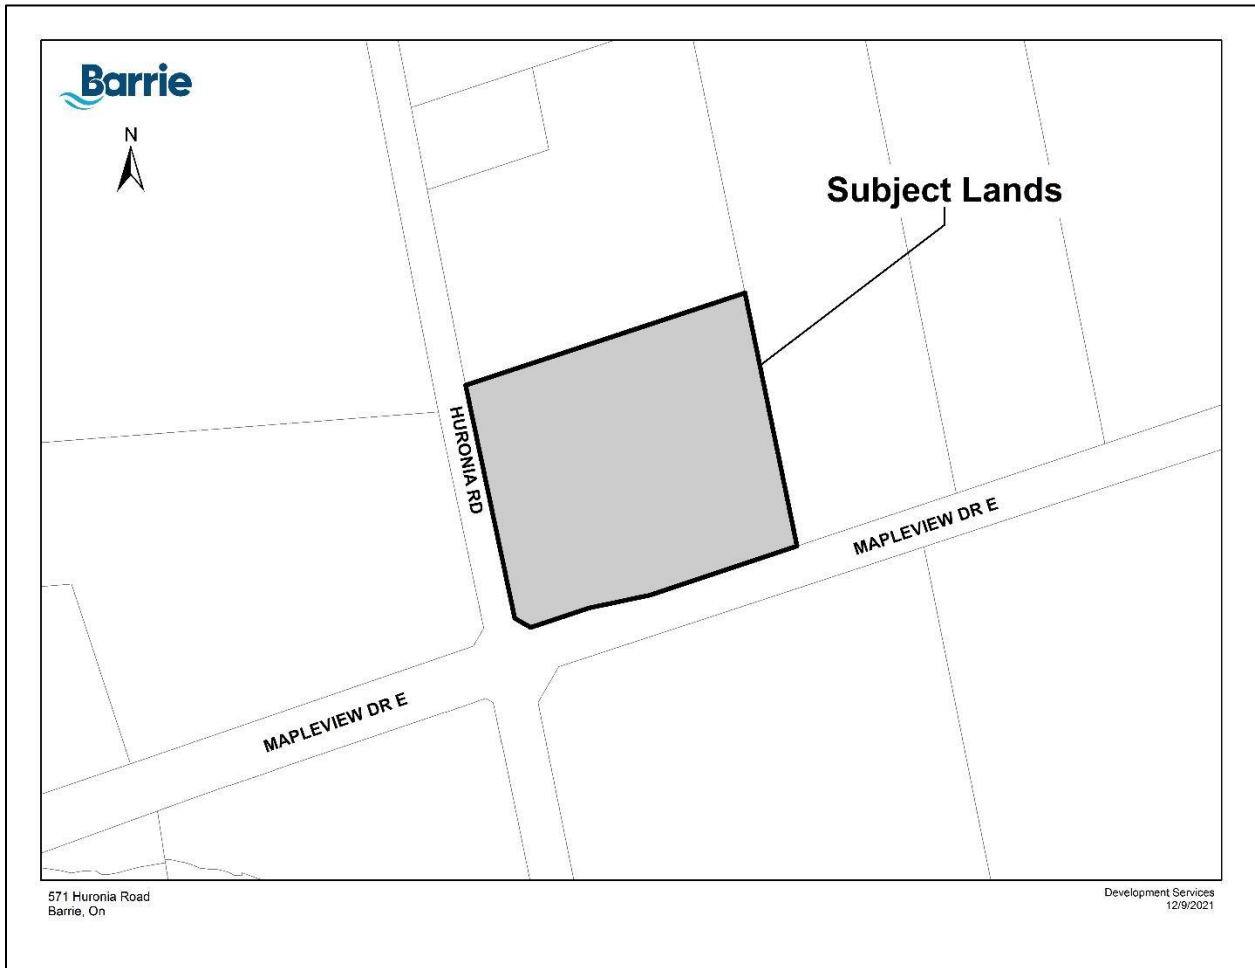 Barrie
N
Subject Lands
HURONIA RD
MAPLEVIEW DR E
MAPLEVIEW DR E
571 Huronia Road
Barrie, On
Development Services
12/9/2021